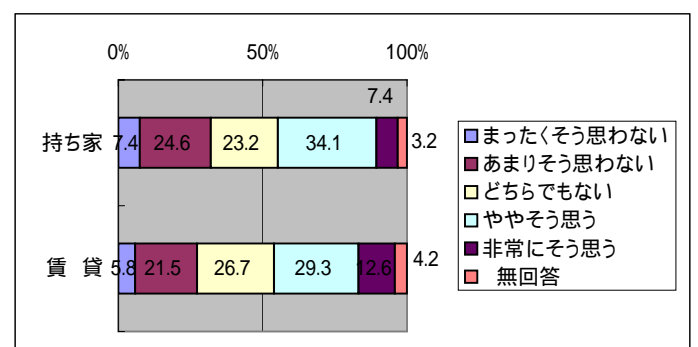 0% 50% 100%
7.4
持ち家 7.4 24.6 23.2 34.1 3.2
賃 貸 5.8 21.5 26.7 29.3 12.6 4.2
まったくそう思わない
あまりそう思わない
どちらでもない
ややそう思う
非常にそう思う
無回答